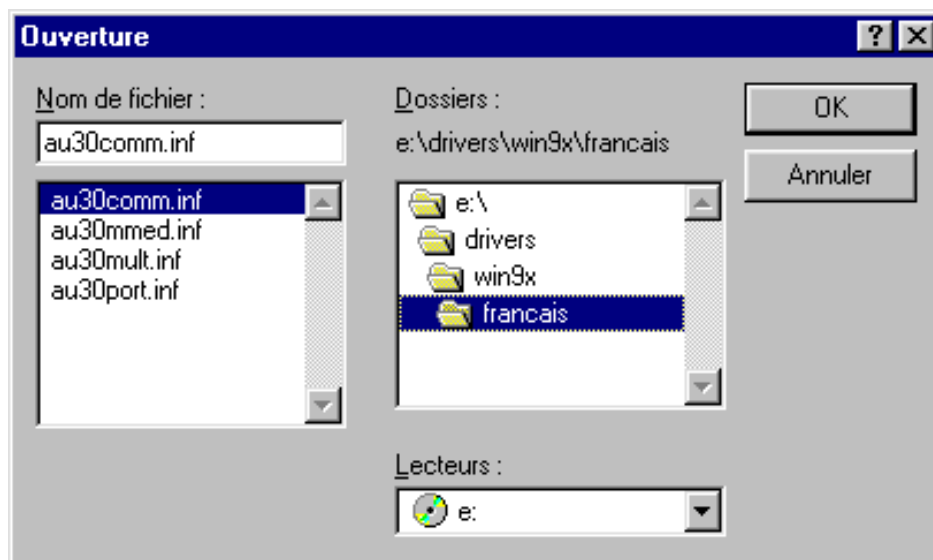 Ouverture
Nom de fichier :
au30comm.inf
au30comm.inf
au30mmed.inf
au30mult.inf
au30port.inf
Dossiers :
e:\drivers\win9x\francais
e:\
drivers
win9x
francais
Lecteurs :
e:
OK
Annuler